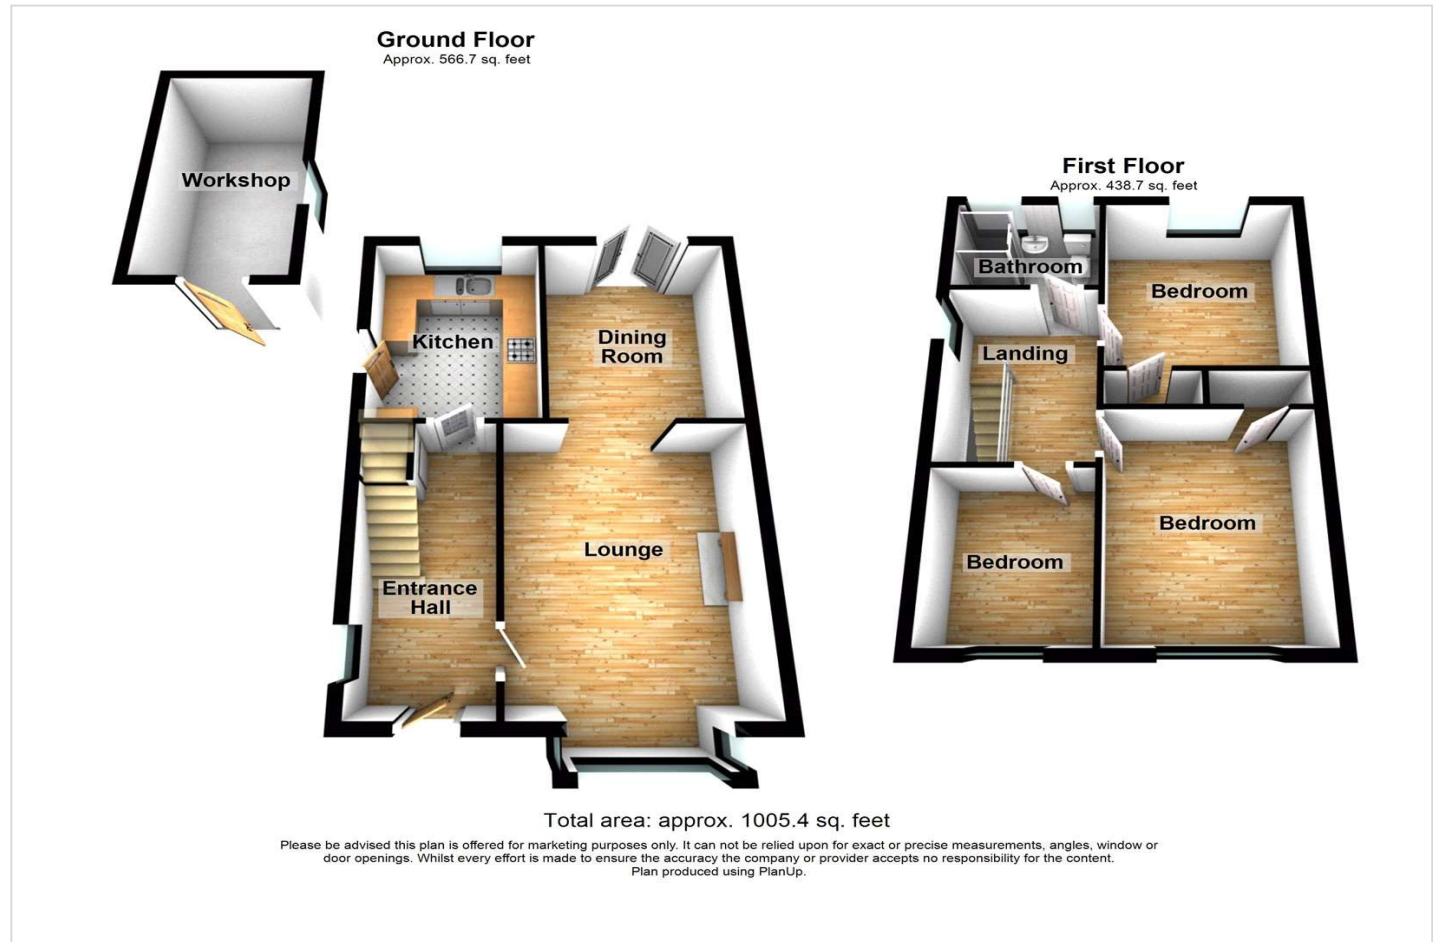 Ground Floor
Approx. 566.7 sq. feet
Workshop
Kitchen
Dining
Room
Lounge
Entrance
Hall
First Floor
Approx. 438.7 sq. feet
Bathroom
Bedroom
Landing
Bedroom
Bedroom
Total area: approx. 1005.4 sq. feet
Please be advised this plan is offered for marketing purposes only. It can not be relied upon for exact or precise measurements, angles, window or
door openings. Whilst every effort is made to ensure the accuracy the company or provider accepts no responsibility for the content.
Plan produced using PlanUp.